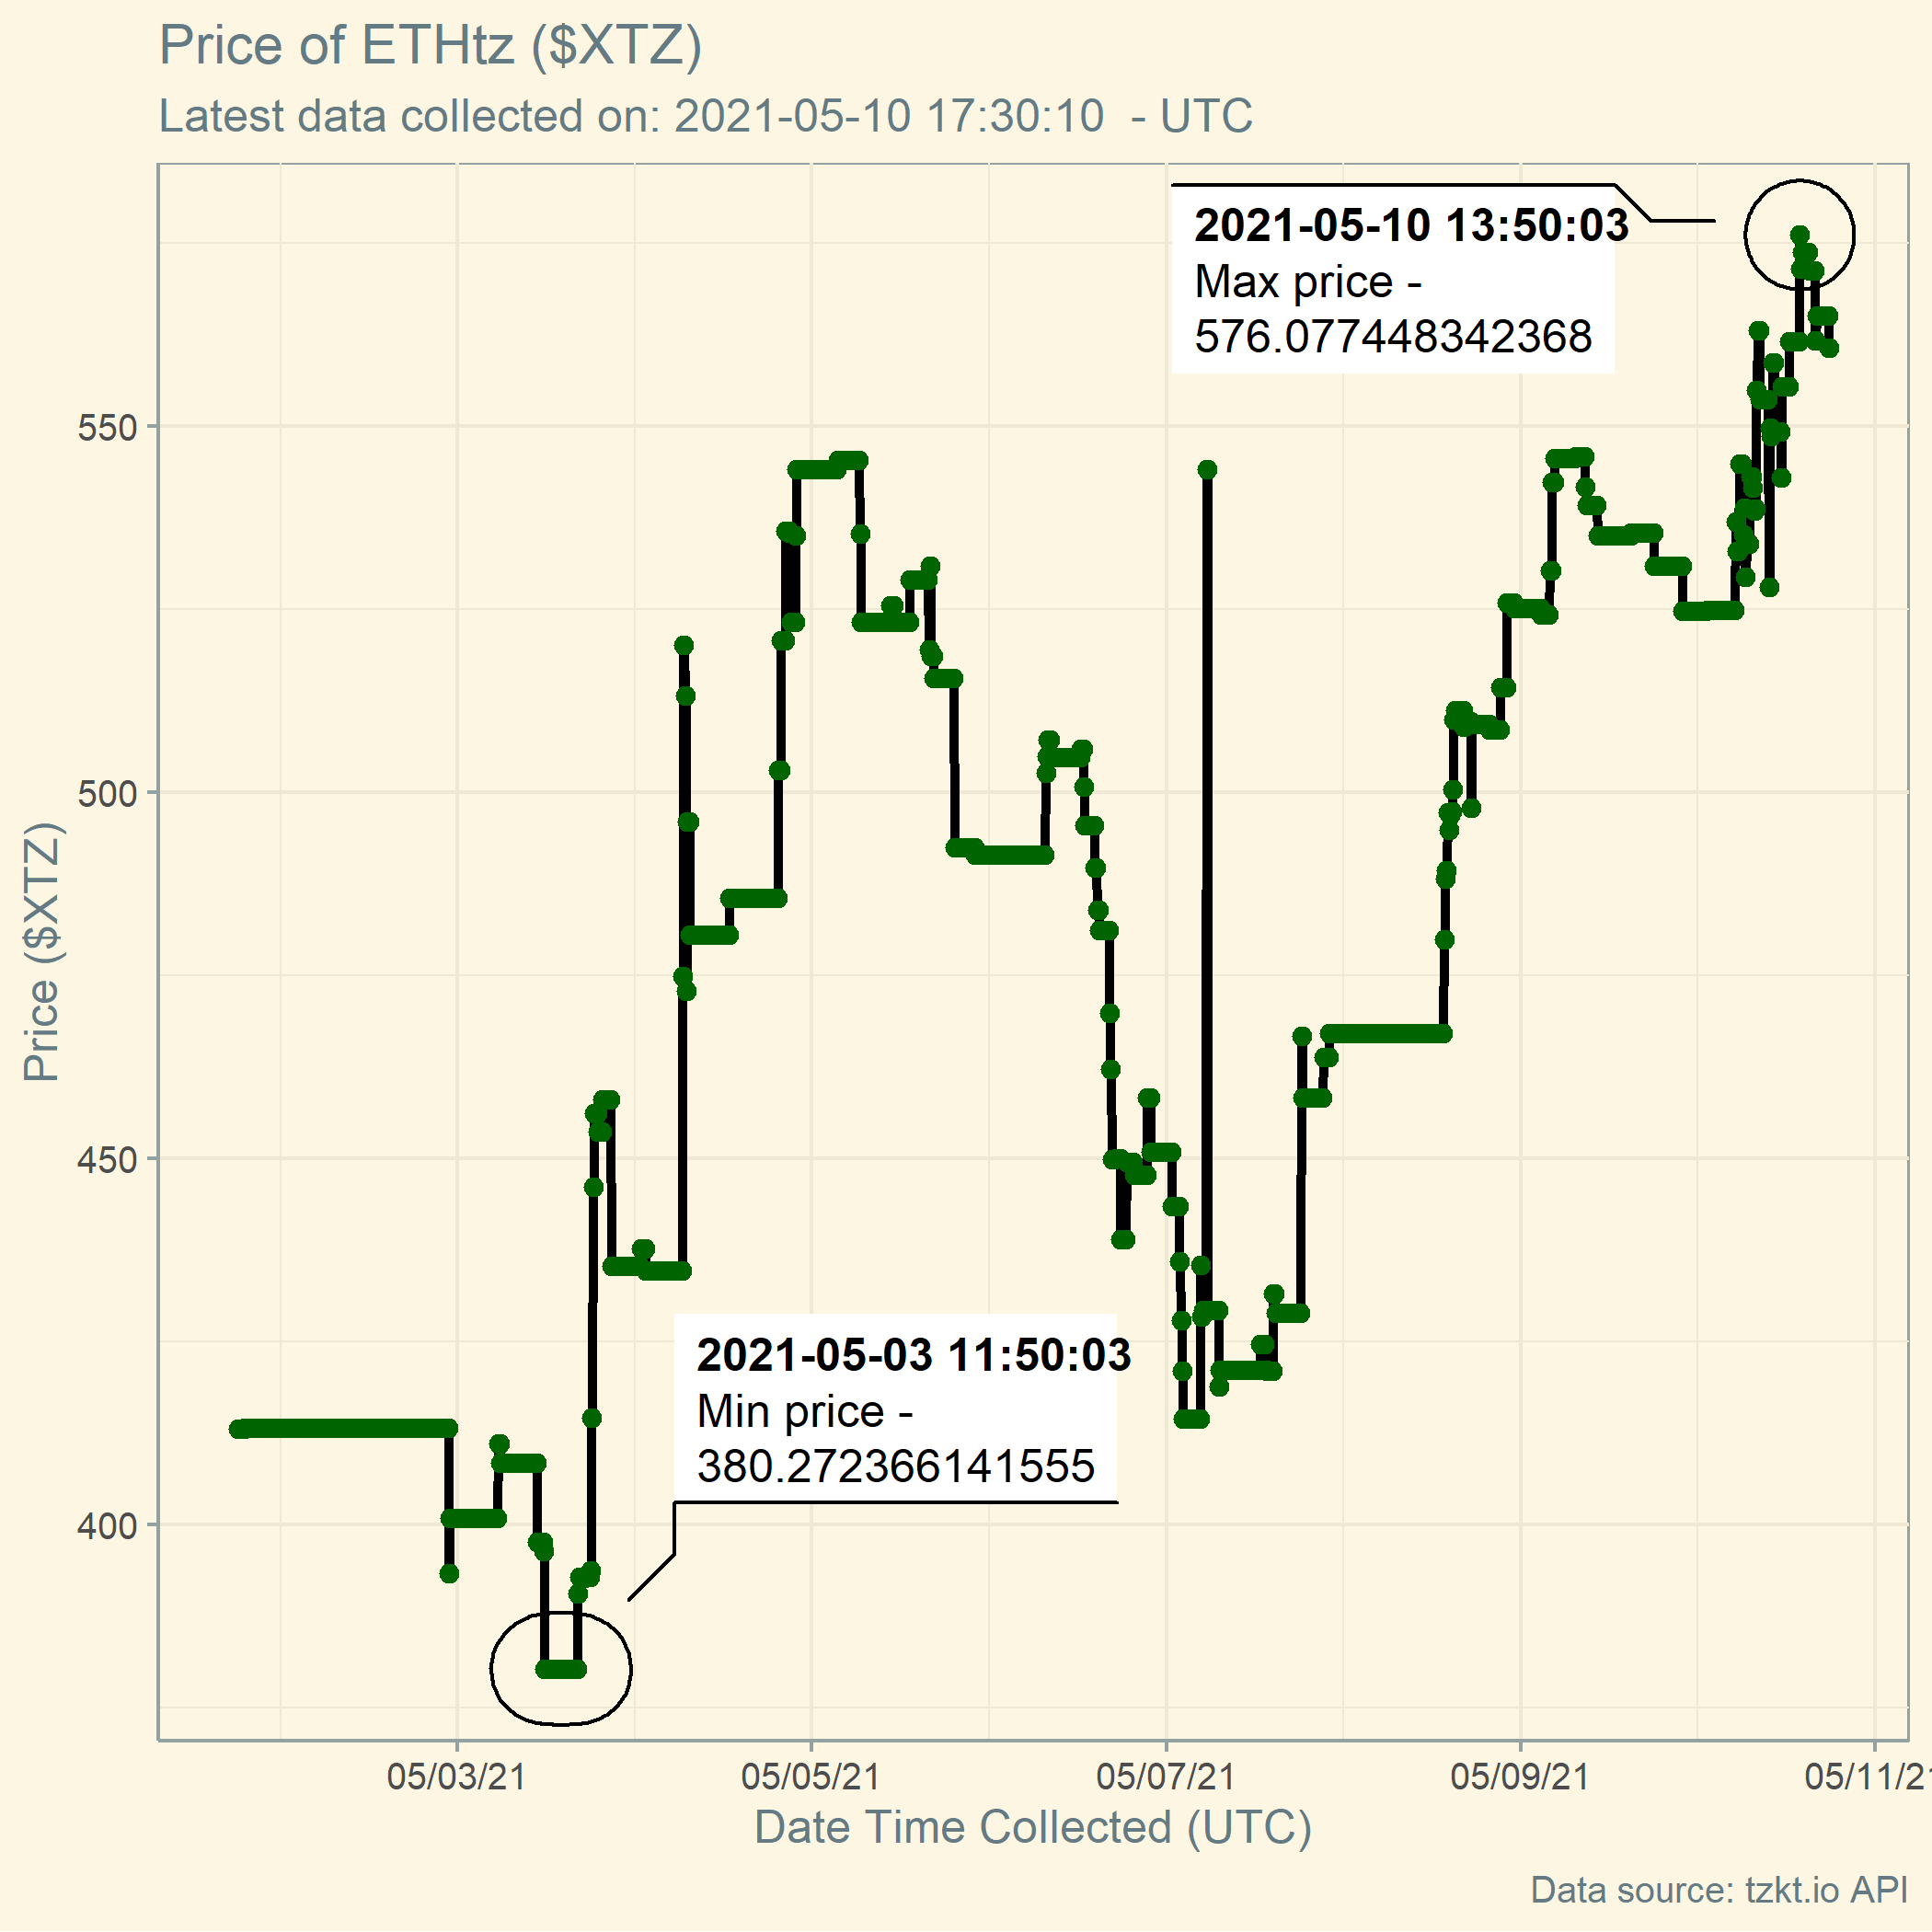 Price of ETHtz ($XTZ)
Latest data collected on: 2021-05-10 17:30:10  - UTC
2021-05-10 13:50:03
Max price -
576.077448342368
550
500
450
400
Price ($XTZ)
2021-05-03 11:50:03
Min price -
380.272366141555
05/03/21
05/05/21
05/07/21
05/09/21
05/11/21
Date Time Collected (UTC)
Data source: tzkt.io API